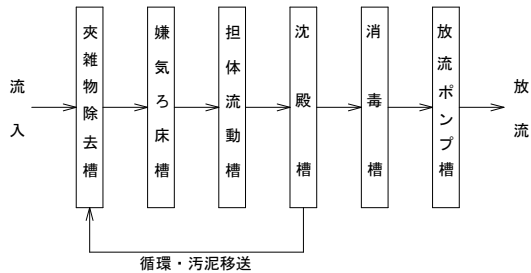 流入
夾雑物除去槽
嫌気ろ床槽
担体流動槽
沈殿槽
消毒槽
放流ポンプ槽
放流
循環・汚泥移送